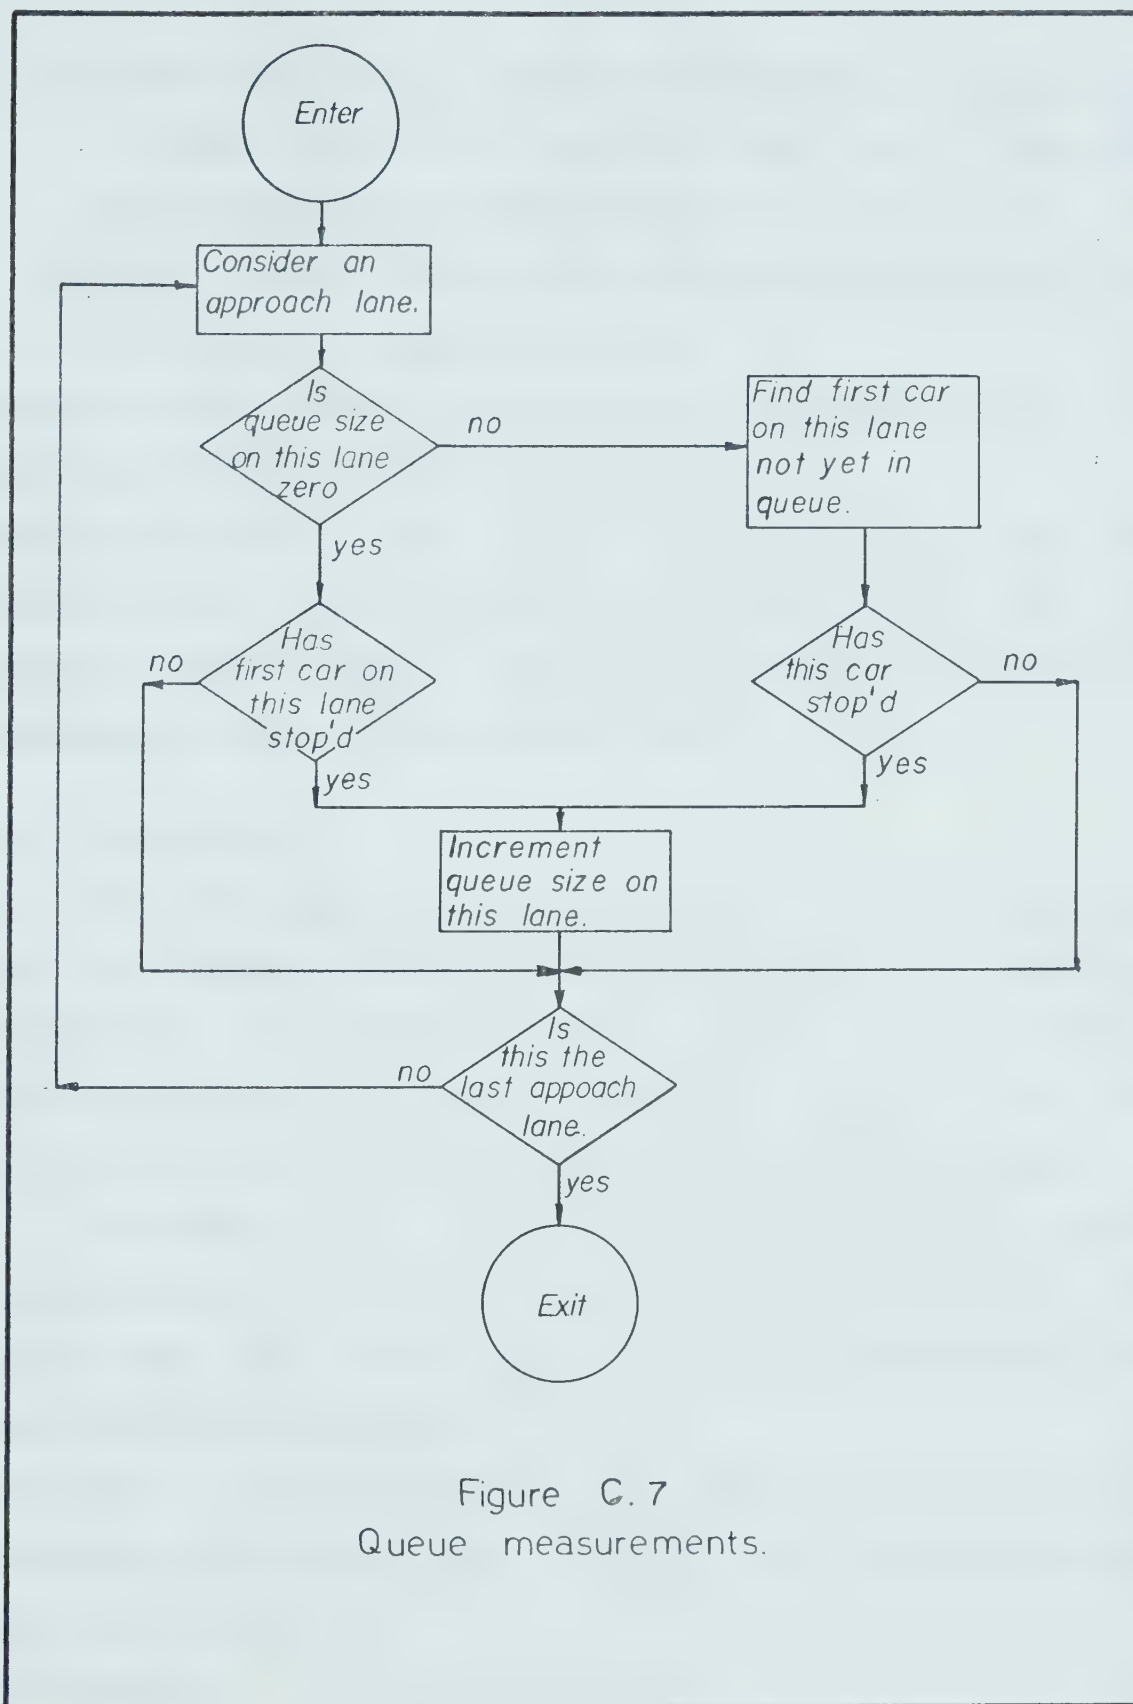 Enter
Consider an
approach lane.
Is
queue size
on this lane
zero
no
yes
Find first car
on this lane
not yet in
queue.
Has
first car on
this lane
stop'd
no
yes
Has
this car
stop'd
no
yes
Increment
queue size on
this lane.
Is
this the
last appoach
lane.
no
yes
Exit
Figure C. 7
Queue measurements.